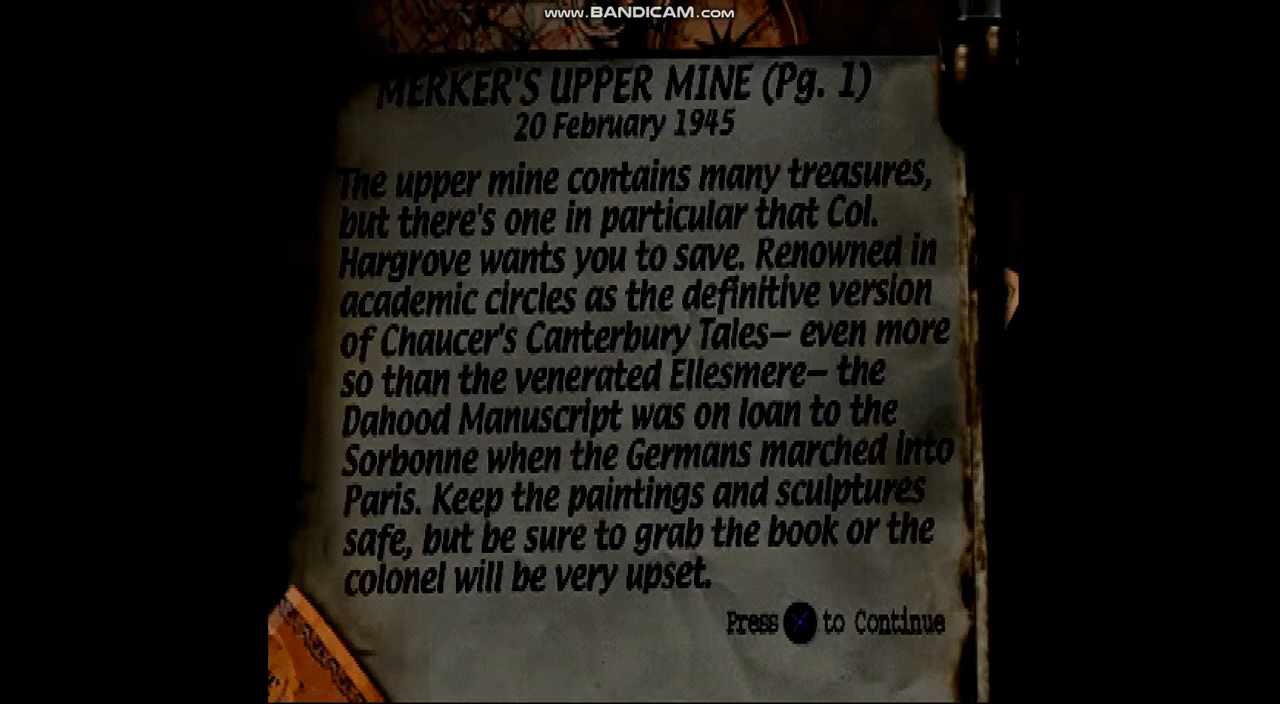 www.BANDICAM.com
MERKER'S UPPER MINE (Pg. 1)
20 February 1945
The upper mine contains many treasures,
but there's one in particular that Col.
Hargrove wants you to save. Renowned in
academic circles as the definitive version
of Chaucer's Canterbury Tales— even more
so than the venerated Ellesmere— the
Dahood Manuscript was on loan to the
Sorbonne when the Germans marched into
Paris. Keep the paintings and sculptures
safe, but be sure to grab the book or the
colonel will be very upset.
Press X to Continue